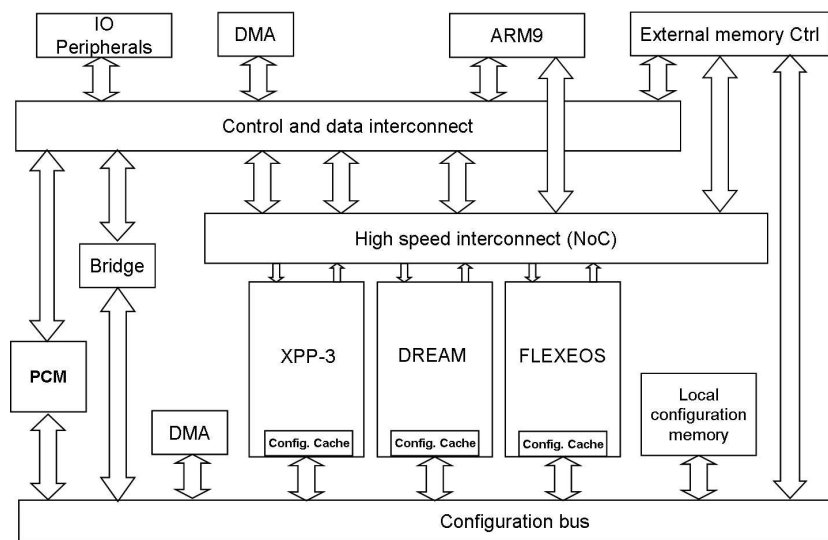 IO
Peripherals
DMA
ARM9
External memory Ctrl
Control and data interconnect
High speed interconnect (NoC)
Bridge
XPP-3
DREAM
FLEXEOS
PCM
Local
configuration
memory
DMA
Config. Cache
Config. Cache
Config. Cache
Configuration bus